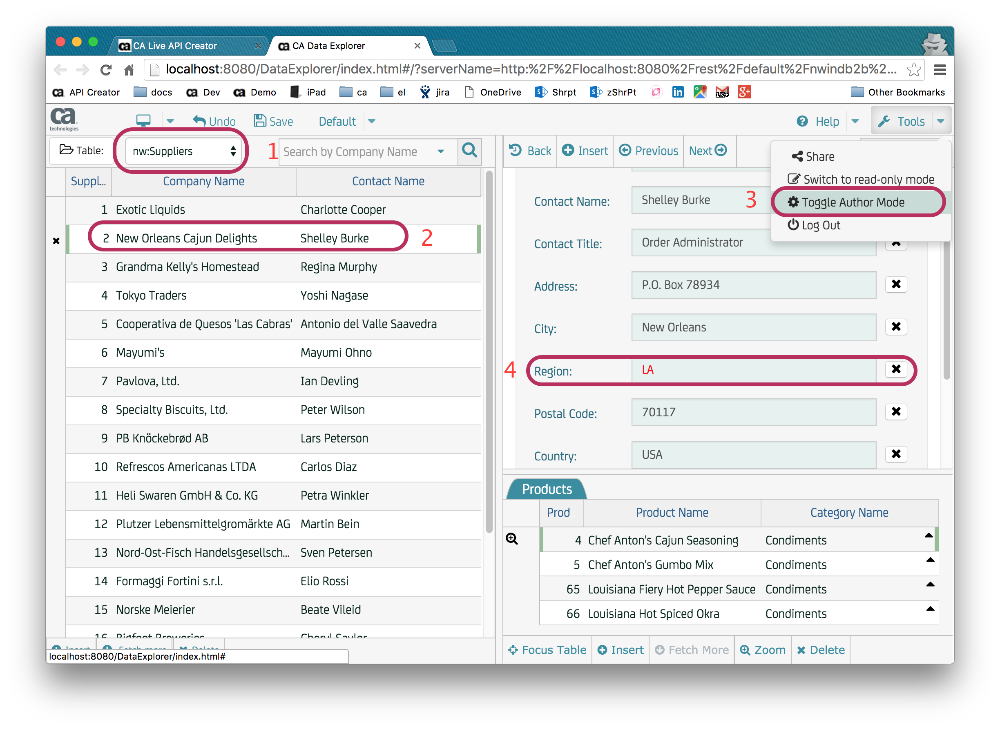 CA Live API Creator
CA Data Explorer
localhost:8080/DataExplorer/index.html#/?serverName=http:%2F%2Flocalhost:8080%2Frest%2Fdefault%2Fnwindb2b%2...
API Creator docs Dev Demo iPad ca el jira OneDrive Shrpt zShrPt Other Bookmarks
ca technologies
Undo Save Default Help Tools
Table: nw:Suppliers 1 Search by Company Name
Back Insert Previous Next
Share
Switch to read-only mode
3 Toggle Author Mode
Log Out
Suppl... Company Name Contact Name
1 Exotic Liquids Charlotte Cooper
2 New Orleans Cajun Delights Shelley Burke 2
3 Grandma Kelly's Homestead Regina Murphy
4 Tokyo Traders Yoshi Nagase
5 Cooperativa de Quesos 'Las Cabras' Antonio del Valle Saavedra
6 Mayumi's Mayumi Ohno
7 Pavlova, Ltd. Ian Devling
8 Specialty Biscuits, Ltd. Peter Wilson
9 PB Knöckebrød AB Lars Peterson
10 Refrescos Americanas LTDA Carlos Diaz
11 Heli Swaren GmbH & Co. KG Petra Winkler
12 Plutzer Lebensmittelgromärkte AG Martin Bein
13 Nord-Ost-Fisch Handelsgesellsch... Sven Petersen
14 Formaggi Fortini s.r.l. Elio Rossi
15 Norske Meierier Beate Vileid
16 Bigfoot Breweries Cheryl Saylor
Insert Fetch more Delete
localhost:8080/DataExplorer/index.html#
Contact Name: Shelley Burke
Contact Title: Order Administrator
Address: P.O. Box 78934
City: New Orleans
4 Region: LA
Postal Code: 70117
Country: USA
Products
Prod Product Name Category Name
4 Chef Anton's Cajun Seasoning Condiments
5 Chef Anton's Gumbo Mix Condiments
65 Louisiana Fiery Hot Pepper Sauce Condiments
66 Louisiana Hot Spiced Okra Condiments
Focus Table Insert Fetch More Zoom Delete